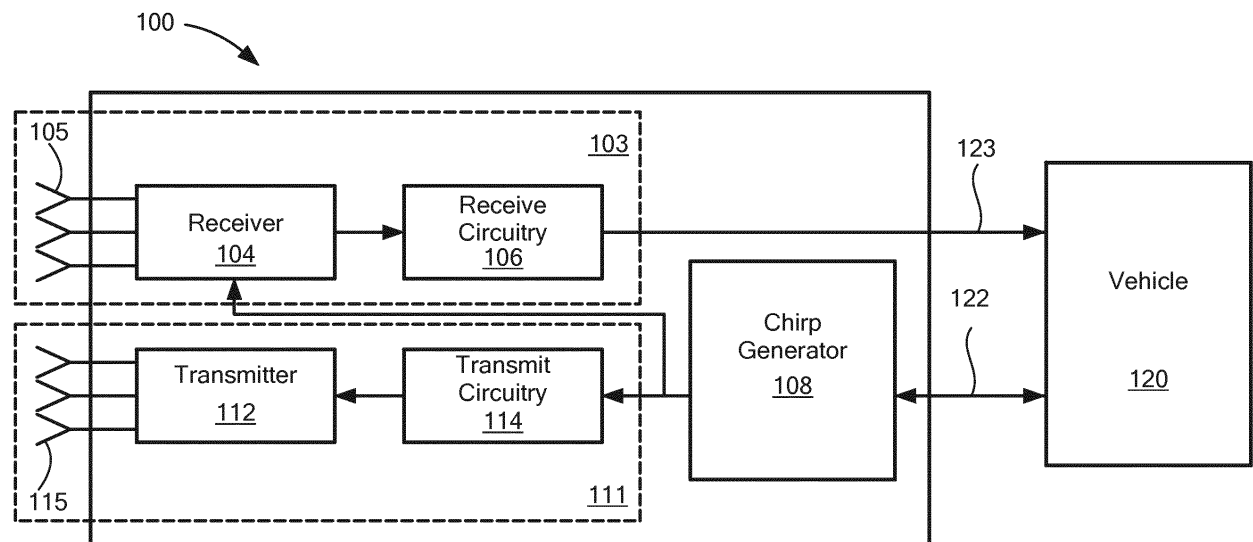 100
105
103
123
Receiver
104
Receive
Circuitry
106
Vehicle
120
122
Chirp
Generator
108
Transmitter
112
Transmit
Circuitry
114
115
111